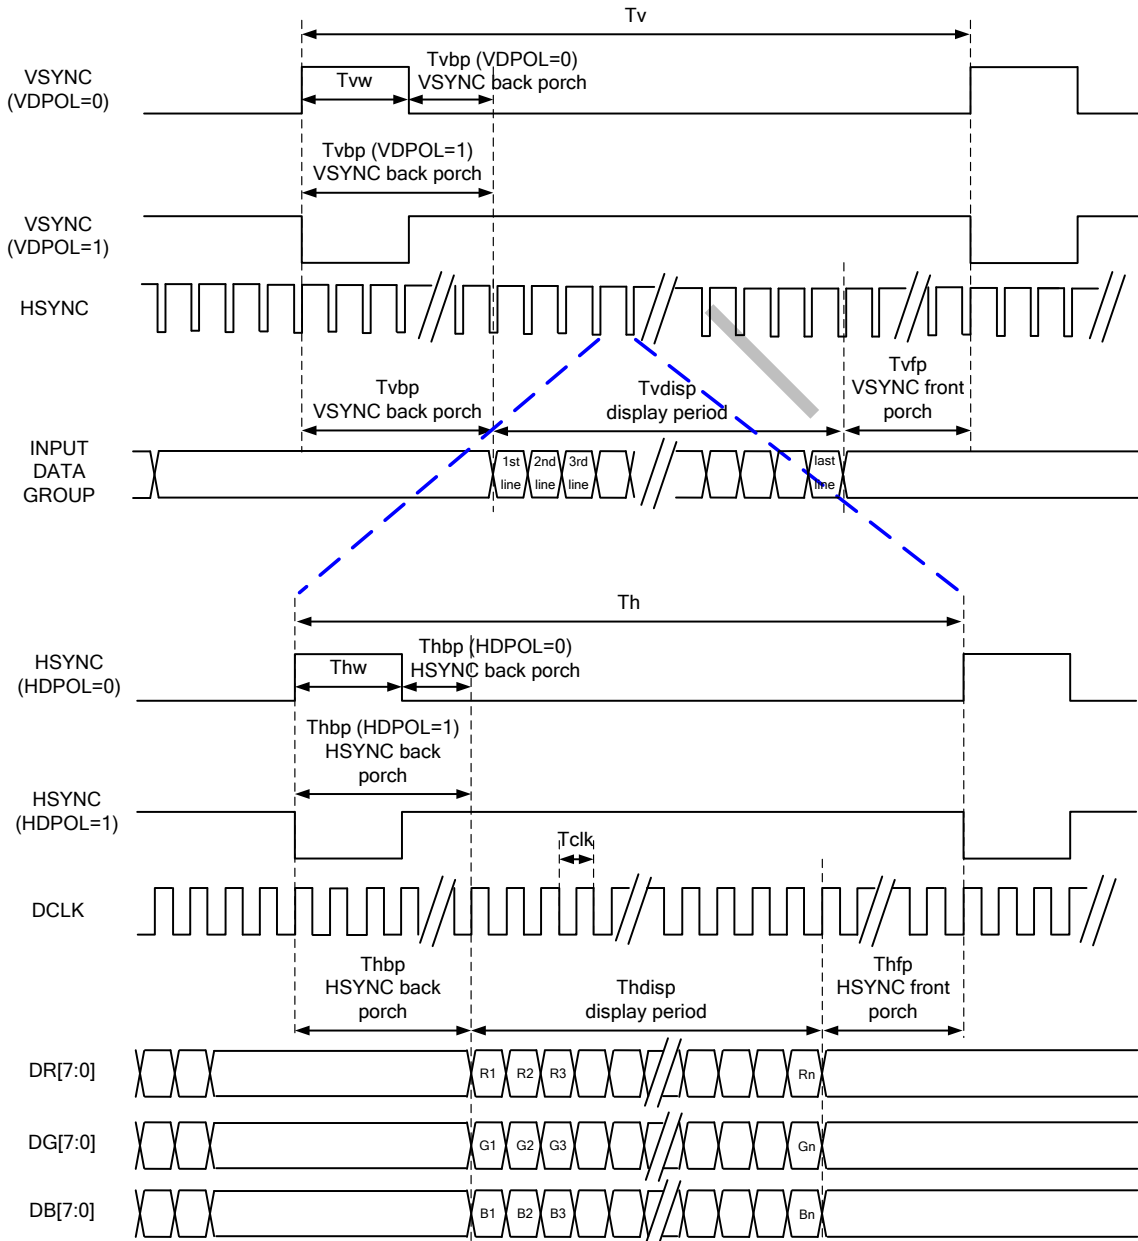 Tv
VSYNC
(VDPOL=0)
Tvw
Tvbp (VDPOL=0)
VSYNC back porch
Tvbp (VDPOL=1)
VSYNC back porch
VSYNC
(VDPOL=1)
HSYNC
Tvbp
VSYNC back porch
Tvdisp
display period
Tvfp
VSYNC front
porch
INPUT
DATA
GROUP
1st
line
2nd
line
3rd
line
last
line
Th
HSYNC
(HDPOL=0)
Thw
Thbp (HDPOL=0)
HSYNC back porch
Thbp (HDPOL=1)
HSYNC back
porch
HSYNC
(HDPOL=1)
Tclk
DCLK
Thbp
HSYNC back
porch
Thdisp
display period
Thfp
HSYNC front
porch
DR[7:0]
R1 R2 R3 Rn
DG[7:0]
G1 G2 G3 Gn
DB[7:0]
B1 B2 B3 Bn